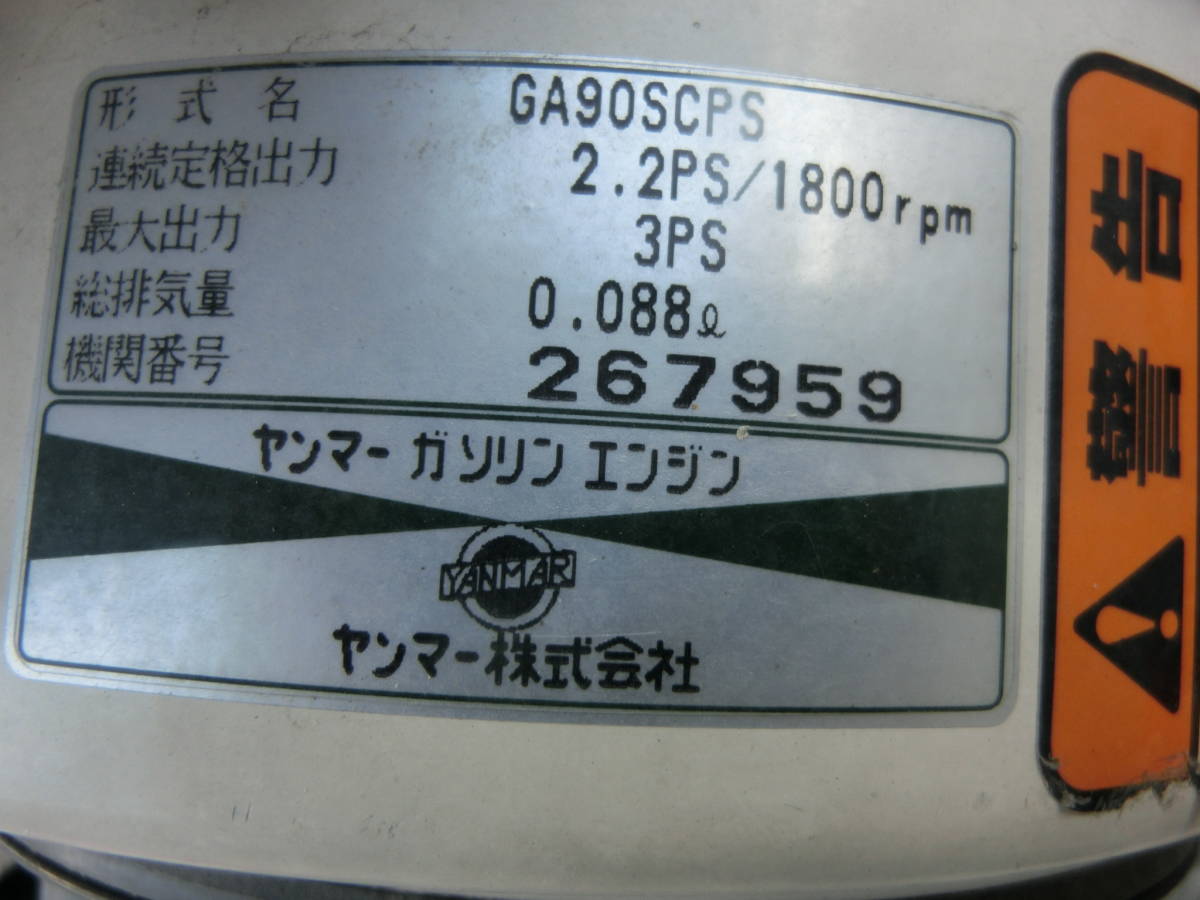 形式名 GA90SCPS
連続定格出力 2.2PS/1800rpm
最大出力 3PS
総排気量 0.088ℓ
機関番号 267959
ヤンマーガソリンエンジン
YANMAR
ヤンマー株式会社
警告